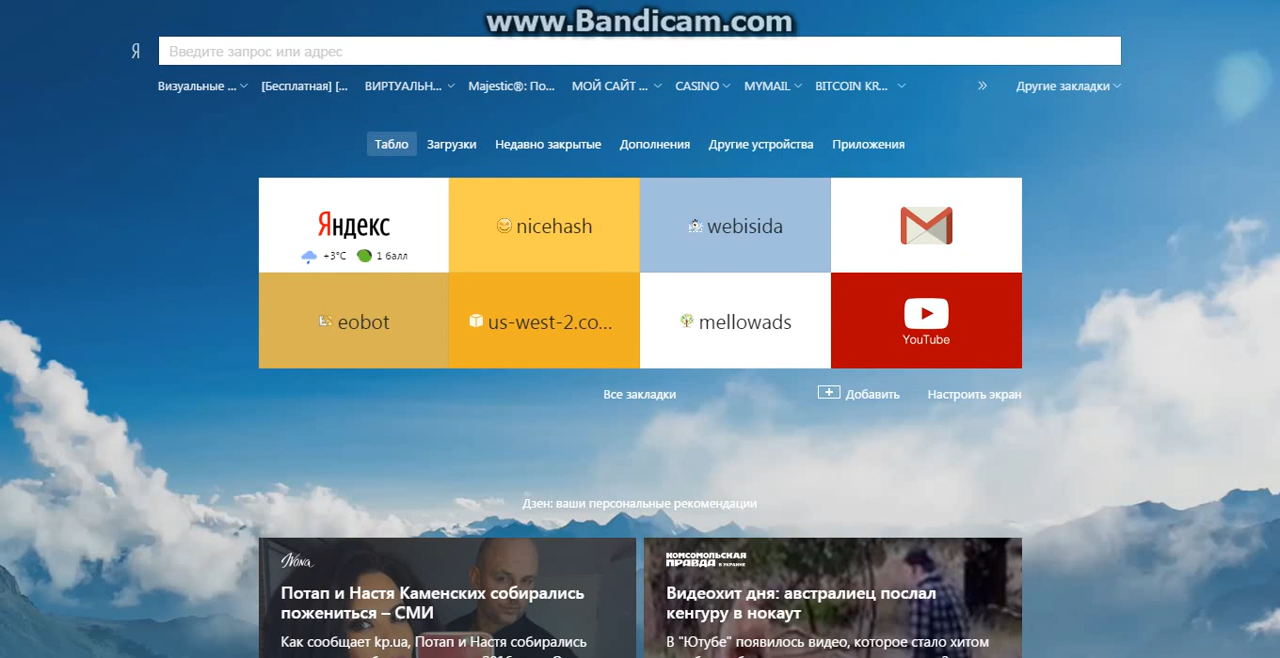 www.Bandicam.com
Я Введите запрос или адрес
Визуальные ... [Бесплатная] [... ВИРТУАЛЬН... Majestic®: По... МОЙ САЙТ ... CASINO MYMAIL BITCOIN KR... » Другие закладки
Табло Загрузки Недавно закрытые Дополнения Другие устройства Приложения
Яндекс nicehash webisida
+3°C 1 балл
eobot us-west-2.co... mellowads YouTube
Все закладки Добавить Настроить экран
Дзен: ваши персональные рекомендации
Nona
Потап и Настя Каменских собирались
пожениться – СМИ
Как сообщает kp.ua, Потап и Настя собирались
КОМСОМОЛЬСКАЯ
ПРАВДА В УКРАИНЕ
Видеохит дня: австралиец послал
кенгуру в нокаут
В "Ютубе" появилось видео, которое стало хитом